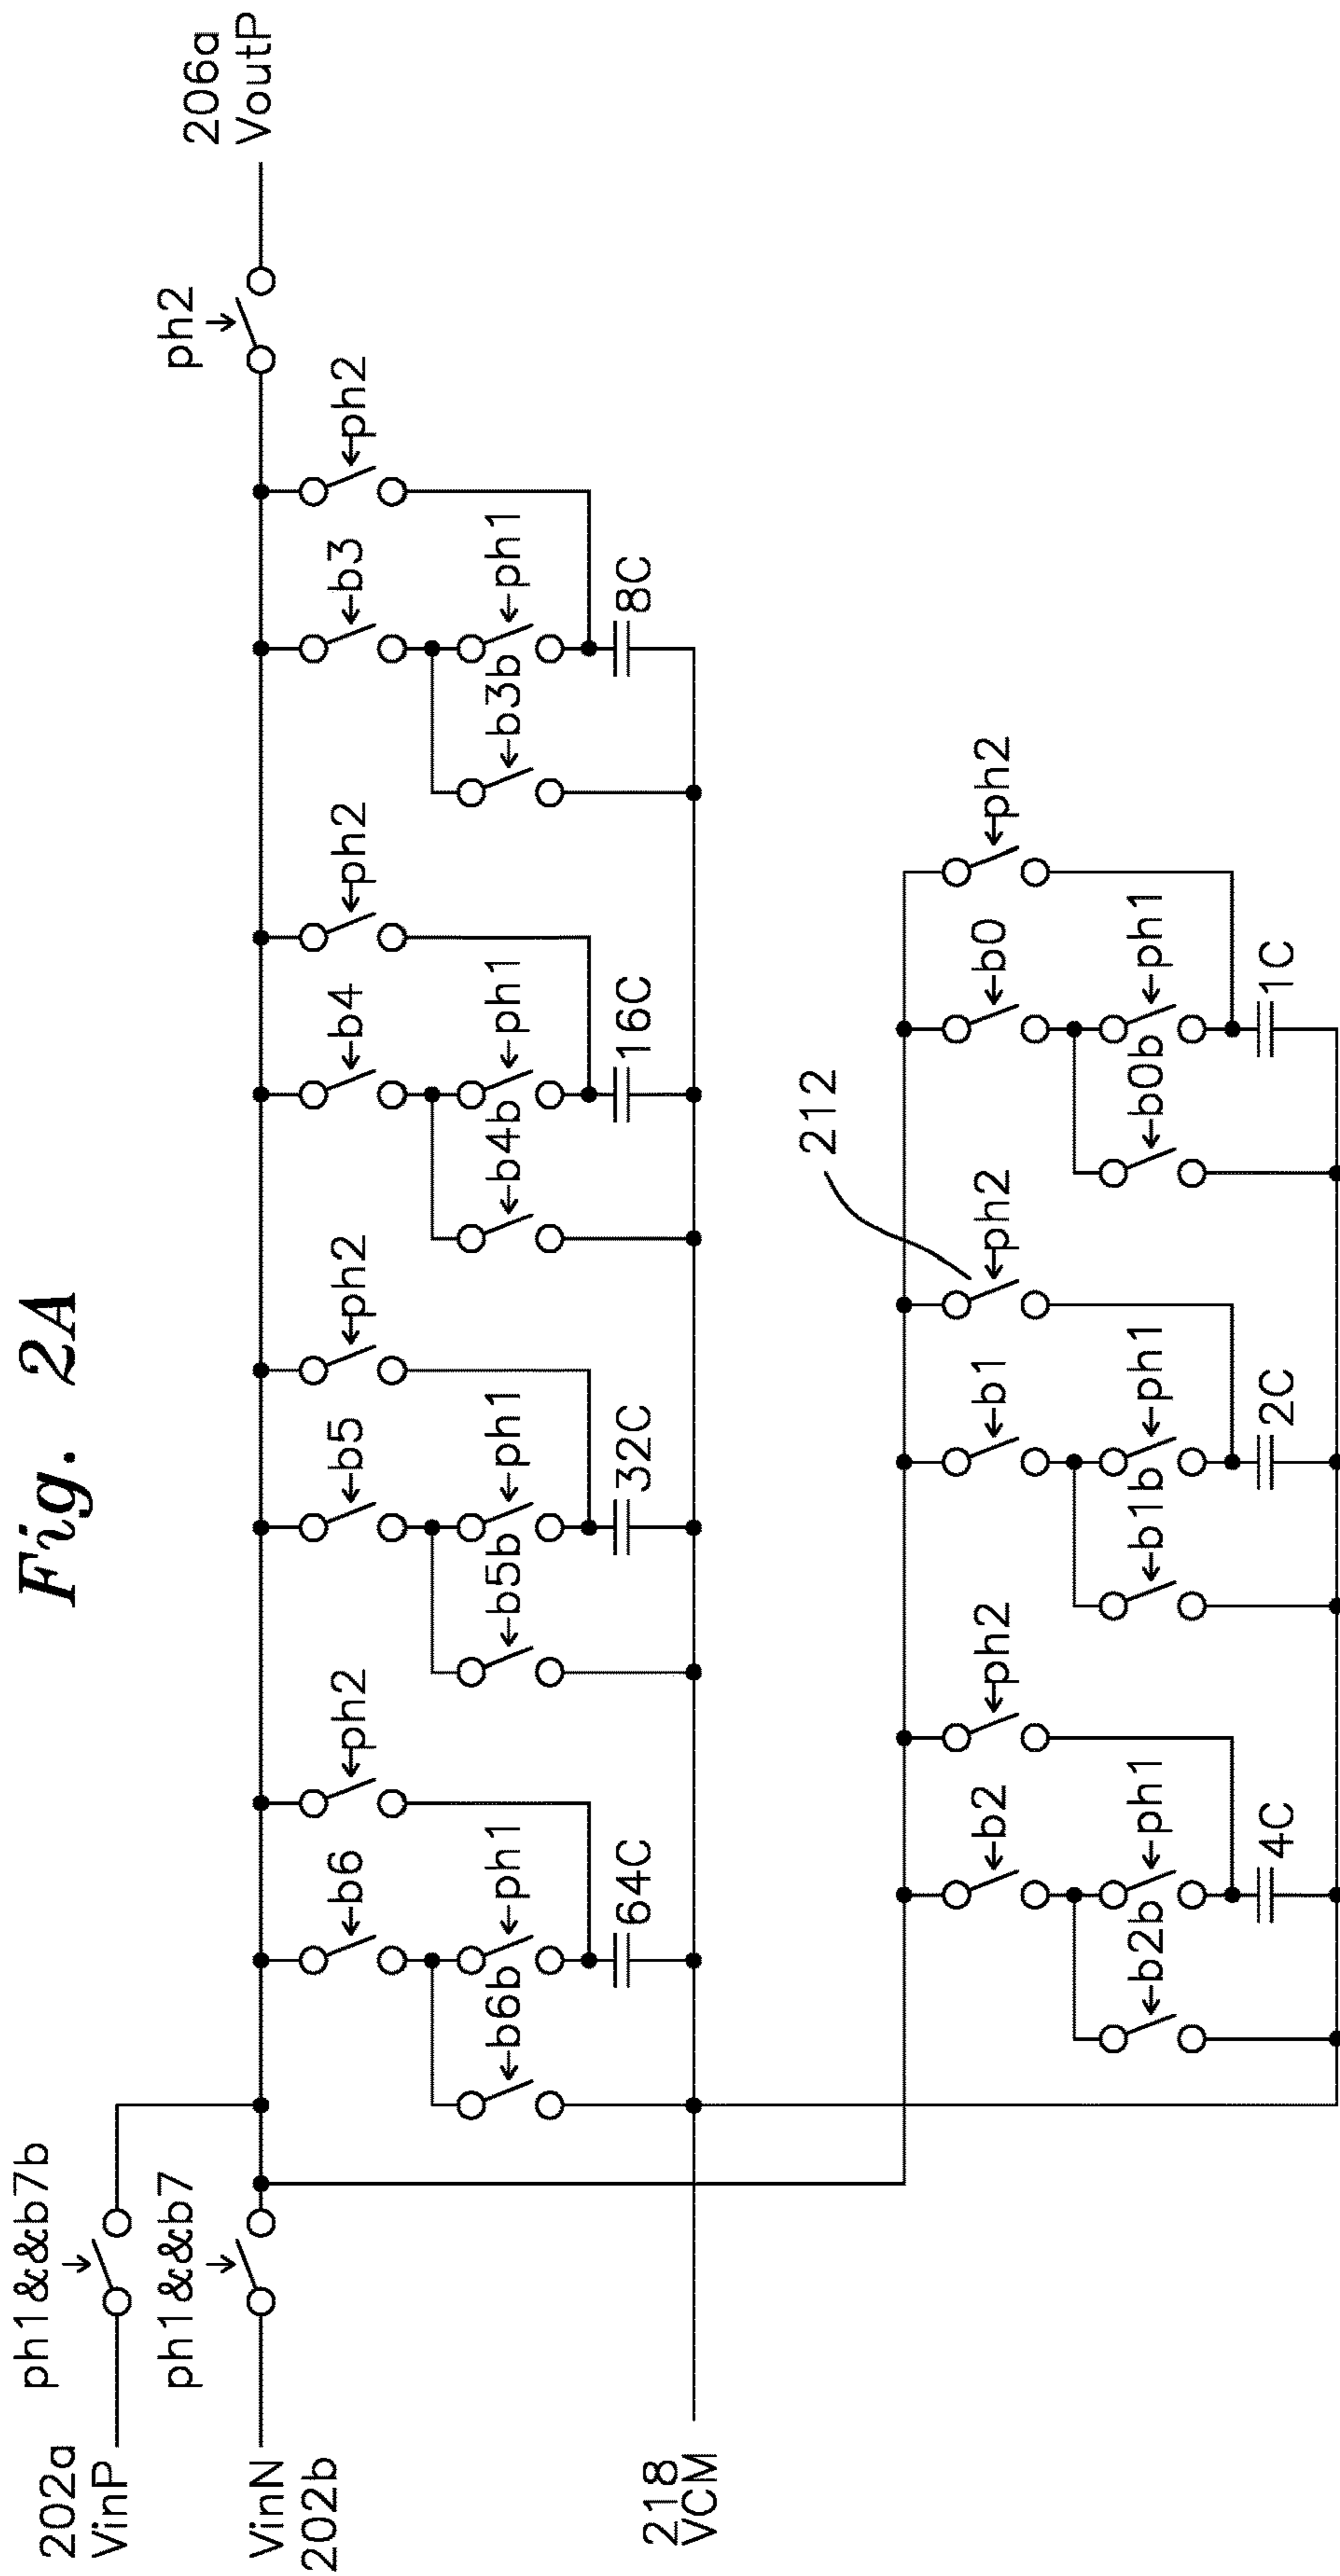 Fig. 2A
202a
VinP
ph1&&b7b
ph1&&b7
VinN
202b
218
VCM
b6
ph2
b6b
ph1
64C
b5
ph2
b5b
ph1
32C
b4
ph2
b4b
ph1
16C
b3
ph2
b3b
ph1
8C
ph2
206a
VoutP
b2
ph2
b2b
ph1
4C
b1
ph2
212
b1b
ph1
2C
b0
ph2
b0b
ph1
1C